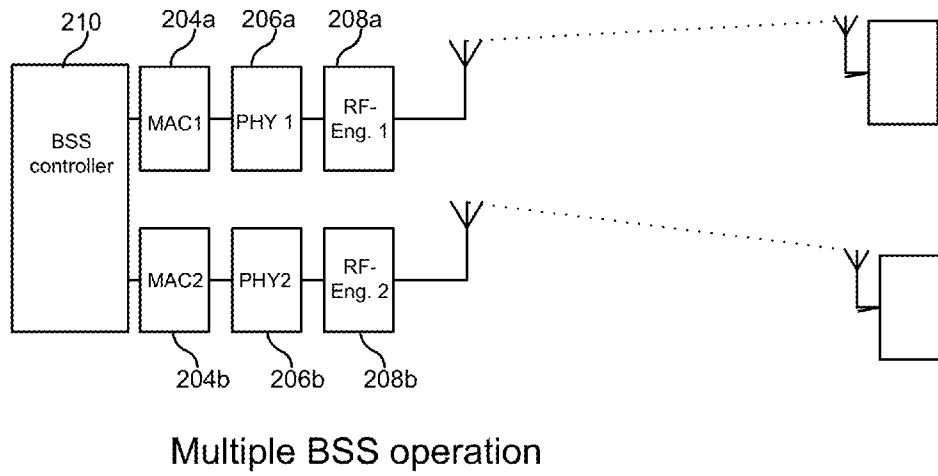 210
204a
206a
208a
BSS
controller
MAC1
PHY 1
RF-
Eng. 1
MAC2
PHY2
RF-
Eng. 2
204b
206b
208b
Multiple BSS operation